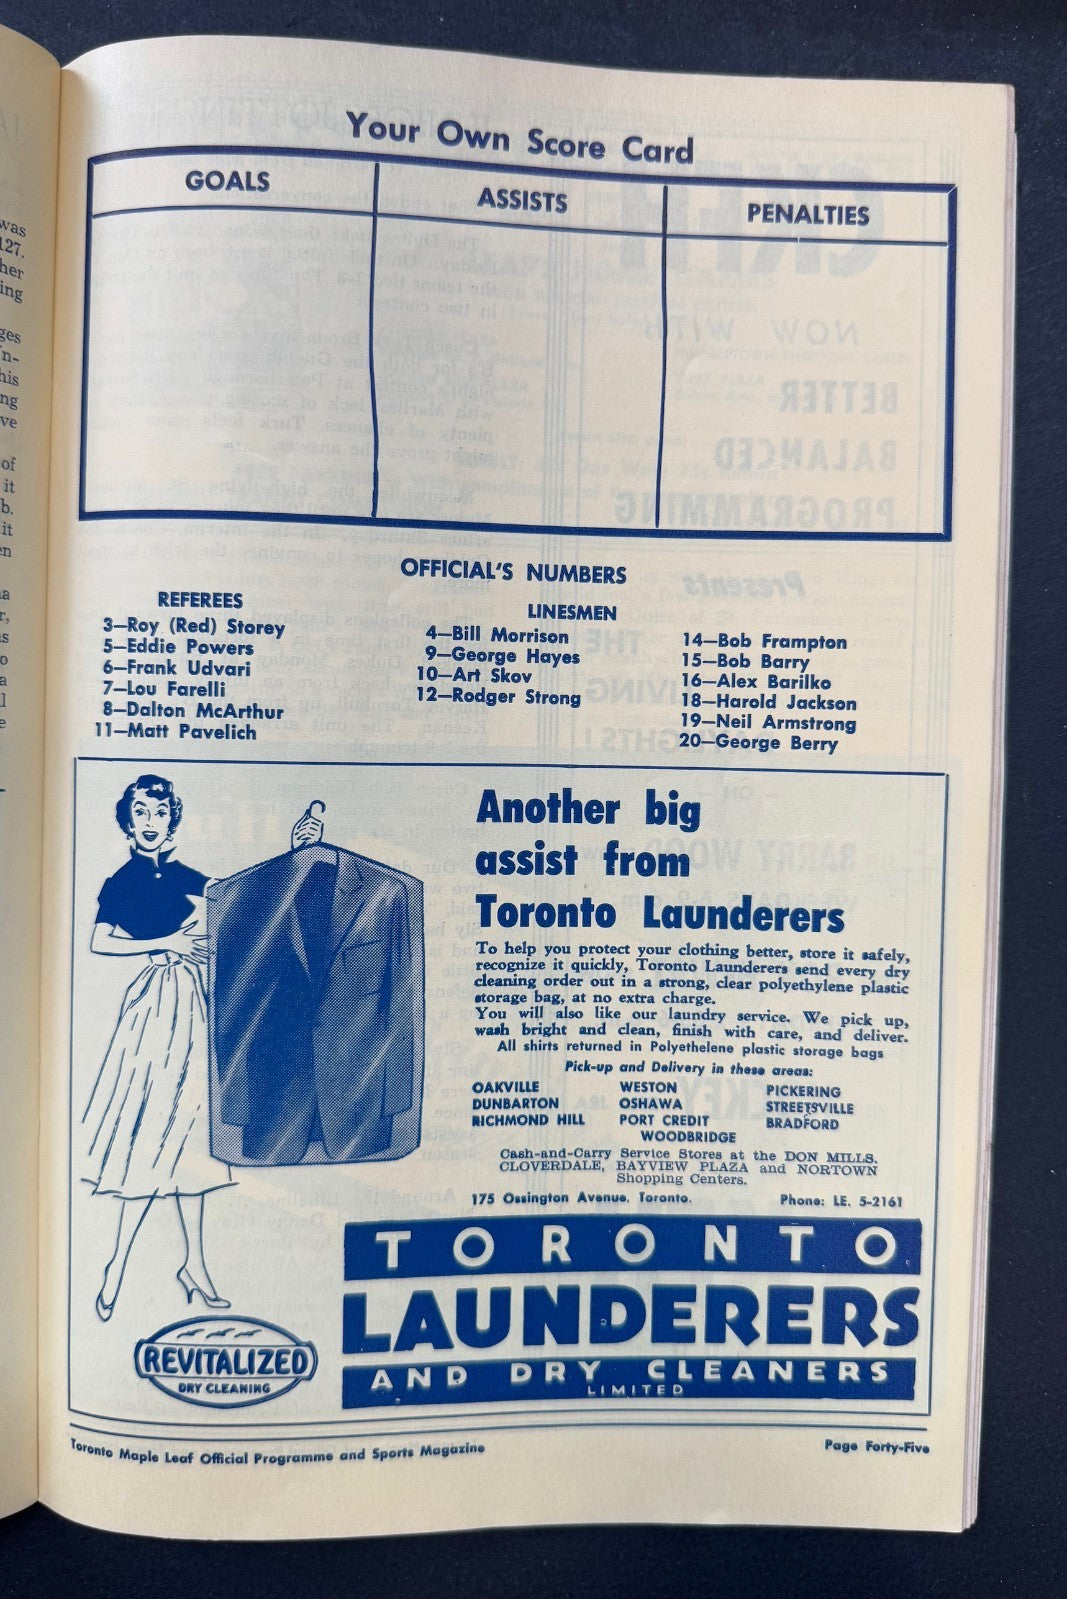 Your Own Score Card
GOALS
ASSISTS
PENALTIES
OFFICIAL'S NUMBERS
REFEREES
3—Roy (Red) Storey
5—Eddie Powers
6—Frank Udvari
7—Lou Farelli
8—Dalton McArthur
11—Matt Pavelich
LINESMEN
4—Bill Morrison
9—George Hayes
10—Art Skov
12—Rodger Strong
14—Bob Frampton
15—Bob Barry
16—Alex Barilko
18—Harold Jackson
19—Neil Armstrong
20—George Berry
Another big
assist from
Toronto Launderers
To help you protect your clothing better, store it safely,
recognize it quickly, Toronto Launderers send every dry
cleaning order out in a strong, clear polyethylene plastic
storage bag, at no extra charge.
You will also like our laundry service. We pick up,
wash bright and clean, finish with care, and deliver.
All shirts returned in Polyethelene plastic storage bags
Pick-up and Delivery in these areas:
OAKVILLE WESTON PICKERING
DUNBARTON OSHAWA STREETSVILLE
RICHMOND HILL PORT CREDIT BRADFORD
WOODBRIDGE
Cash-and-Carry Service Stores at the DON MILLS,
CLOVERDALE, BAYVIEW PLAZA and NORTOWN
Shopping Centers.
175 Ossington Avenue, Toronto. Phone: LE. 5-2161
TORONTO
LAUNDERERS
AND DRY CLEANERS
LIMITED
REVITALIZED
DRY CLEANING
Toronto Maple Leaf Official Programme and Sports Magazine
Page Forty-Five